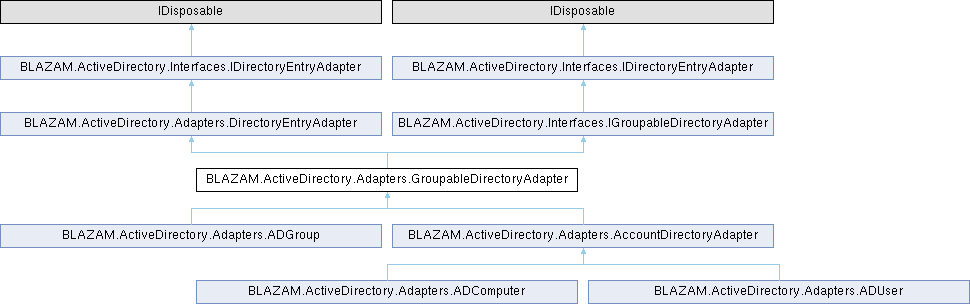 IDisposable
IDisposable
BLAZAM.ActiveDirectory.Interfaces.IDirectoryEntryAdapter
BLAZAM.ActiveDirectory.Interfaces.IDirectoryEntryAdapter
BLAZAM.ActiveDirectory.Adapters.DirectoryEntryAdapter
BLAZAM.ActiveDirectory.Interfaces.IGroupableDirectoryAdapter
BLAZAM.ActiveDirectory.Adapters.GroupableDirectoryAdapter
BLAZAM.ActiveDirectory.Adapters.ADGroup
BLAZAM.ActiveDirectory.Adapters.AccountDirectoryAdapter
BLAZAM.ActiveDirectory.Adapters.ADComputer
BLAZAM.ActiveDirectory.Adapters.ADUser